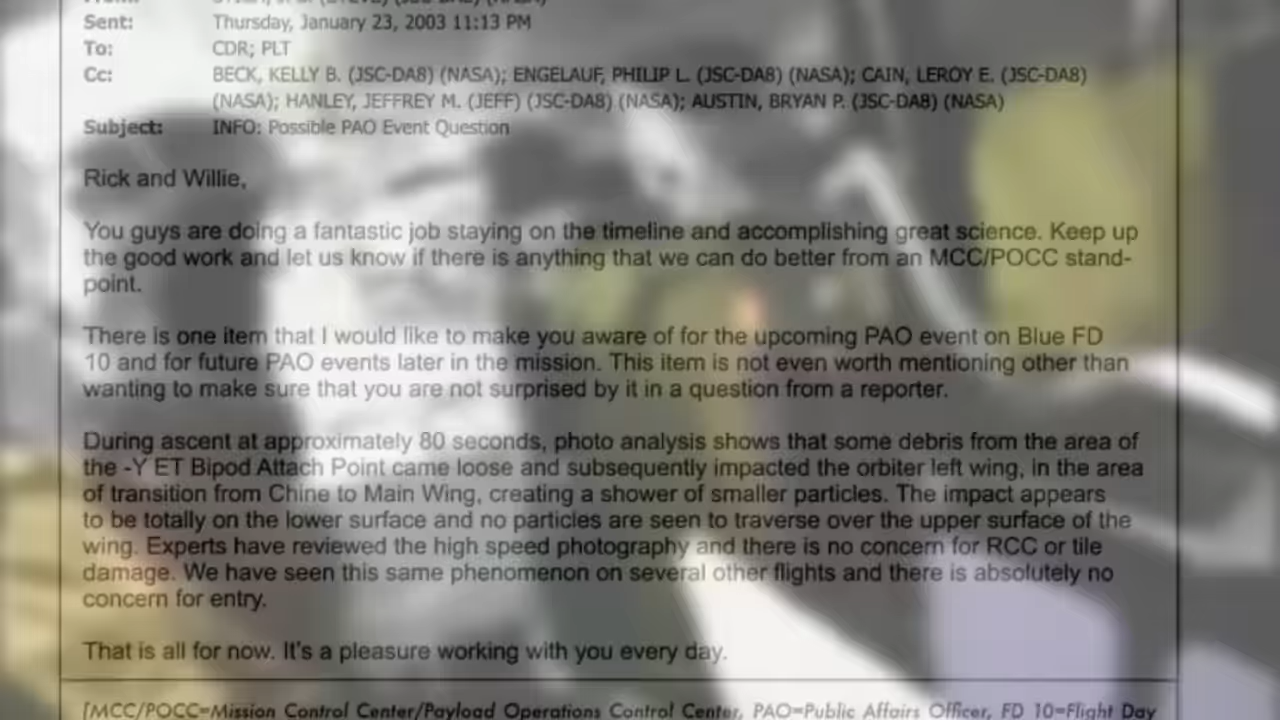 Sent: Thursday, January 23, 2003 11:13 PM
To: CDR; PLT
Cc: BECK, KELLY B. (JSC-DA8) (NASA); ENGELAUF, PHILIP L. (JSC-DA8) (NASA); CAIN, LEROY E. (JSC-DA8)
(NASA); HANLEY, JEFFREY M. (JEFF) (JSC-DA8) (NASA); AUSTIN, BRYAN P. (JSC-DA8) (NASA)
Subject: INFO: Possible PAO Event Question
Rick and Willie,
You guys are doing a fantastic job staying on the timeline and accomplishing great science. Keep up
the good work and let us know if there is anything that we can do better from an MCC/POCC stand-
point.
There is one item that I would like to make you aware of for the upcoming PAO event on Blue FD
10 and for future PAO events later in the mission. This item is not even worth mentioning other than
wanting to make sure that you are not surprised by it in a question from a reporter.
During ascent at approximately 80 seconds, photo analysis shows that some debris from the area of
the -Y ET Bipod Attach Point came loose and subsequently impacted the orbiter left wing, in the area
of transition from Chine to Main Wing, creating a shower of smaller particles. The impact appears
to be totally on the lower surface and no particles are seen to traverse over the upper surface of the
wing. Experts have reviewed the high speed photography and there is no concern for RCC or tile
damage. We have seen this same phenomenon on several other flights and there is absolutely no
concern for entry.
That is all for now. It's a pleasure working with you every day.
[MCC/POCC=Mission Control Center/Payload Operations Control Center, PAO=Public Affairs Officer, FD 10=Flight Day